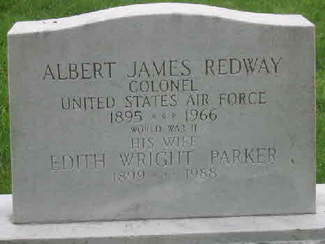 ALBERT JAMES REDWAY
COLONEL
UNITED STATES AIR FORCE
1895 *** 1966
WORLD WAR II
HIS WIFE
EDITH WRIGHT PARKER
1899 *** 1988